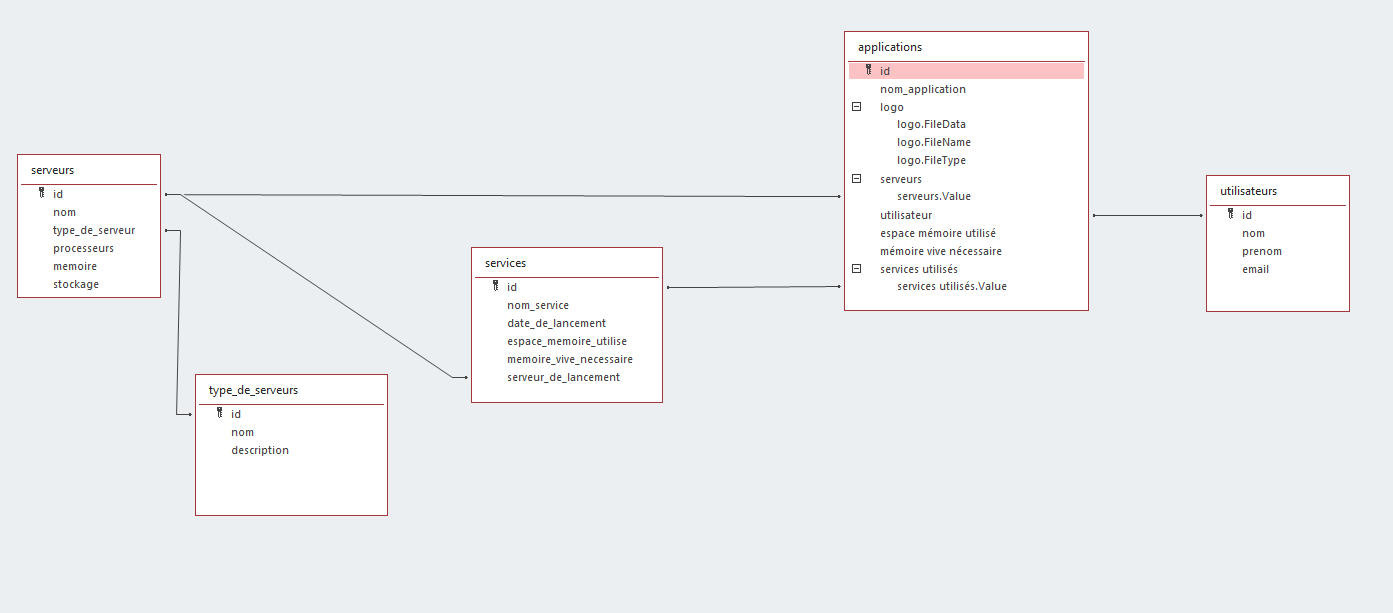 serveurs
id
nom
type_de_serveur
processeurs
memoire
stockage
type_de_serveurs
id
nom
description
services
id
nom_service
date_de_lancement
espace_memoire_utilise
memoire_vive_necessaire
serveur_de_lancement
applications
id
nom_application
logo
logo.FileData
logo.FileName
logo.FileType
serveurs
serveurs.Value
utilisateur
espace mémoire utilisé
mémoire vive nécessaire
services utilisés
services utilisés.Value
utilisateurs
id
nom
prenom
email